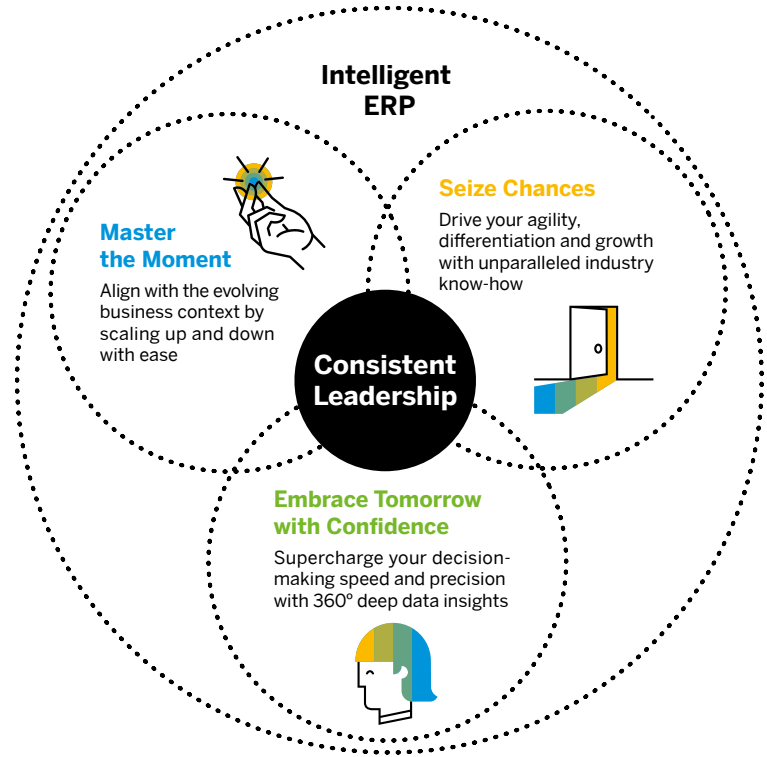 Intelligent
ERP
Master
the Moment
Align with the evolving
business context by
scaling up and down
with ease
Seize Chances
Drive your agility,
differentiation and growth
with unparalleled industry
know-how
Consistent
Leadership
Embrace Tomorrow
with Confidence
Supercharge your decision-
making speed and precision
with 360° deep data insights